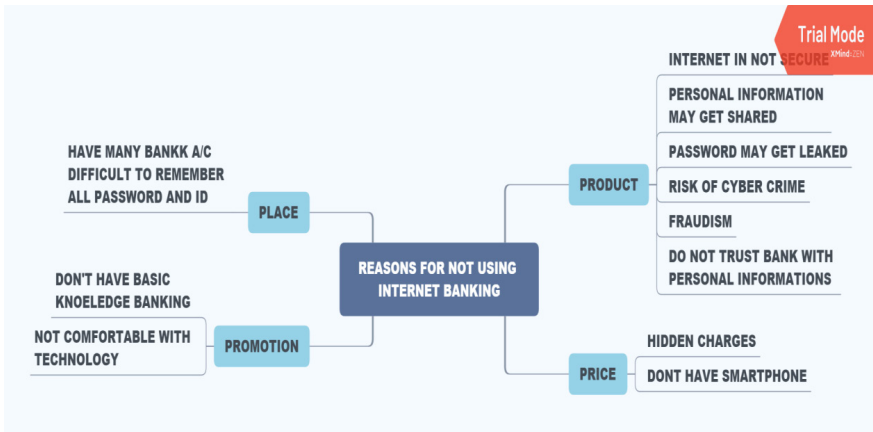 Trial Mode
XMind:ZEN
INTERNET IN NOT SECURE
PERSONAL INFORMATION
MAY GET SHARED
PASSWORD MAY GET LEAKED
RISK OF CYBER CRIME
FRAUDISM
DO NOT TRUST BANK WITH
PERSONAL INFORMATIONS
PRODUCT
HAVE MANY BANKK A/C
DIFFICULT TO REMEMBER
ALL PASSWORD AND ID
PLACE
REASONS FOR NOT USING
INTERNET BANKING
DON'T HAVE BASIC
KNOELEDGE BANKING
NOT COMFORTABLE WITH
TECHNOLOGY
PROMOTION
HIDDEN CHARGES
DONT HAVE SMARTPHONE
PRICE